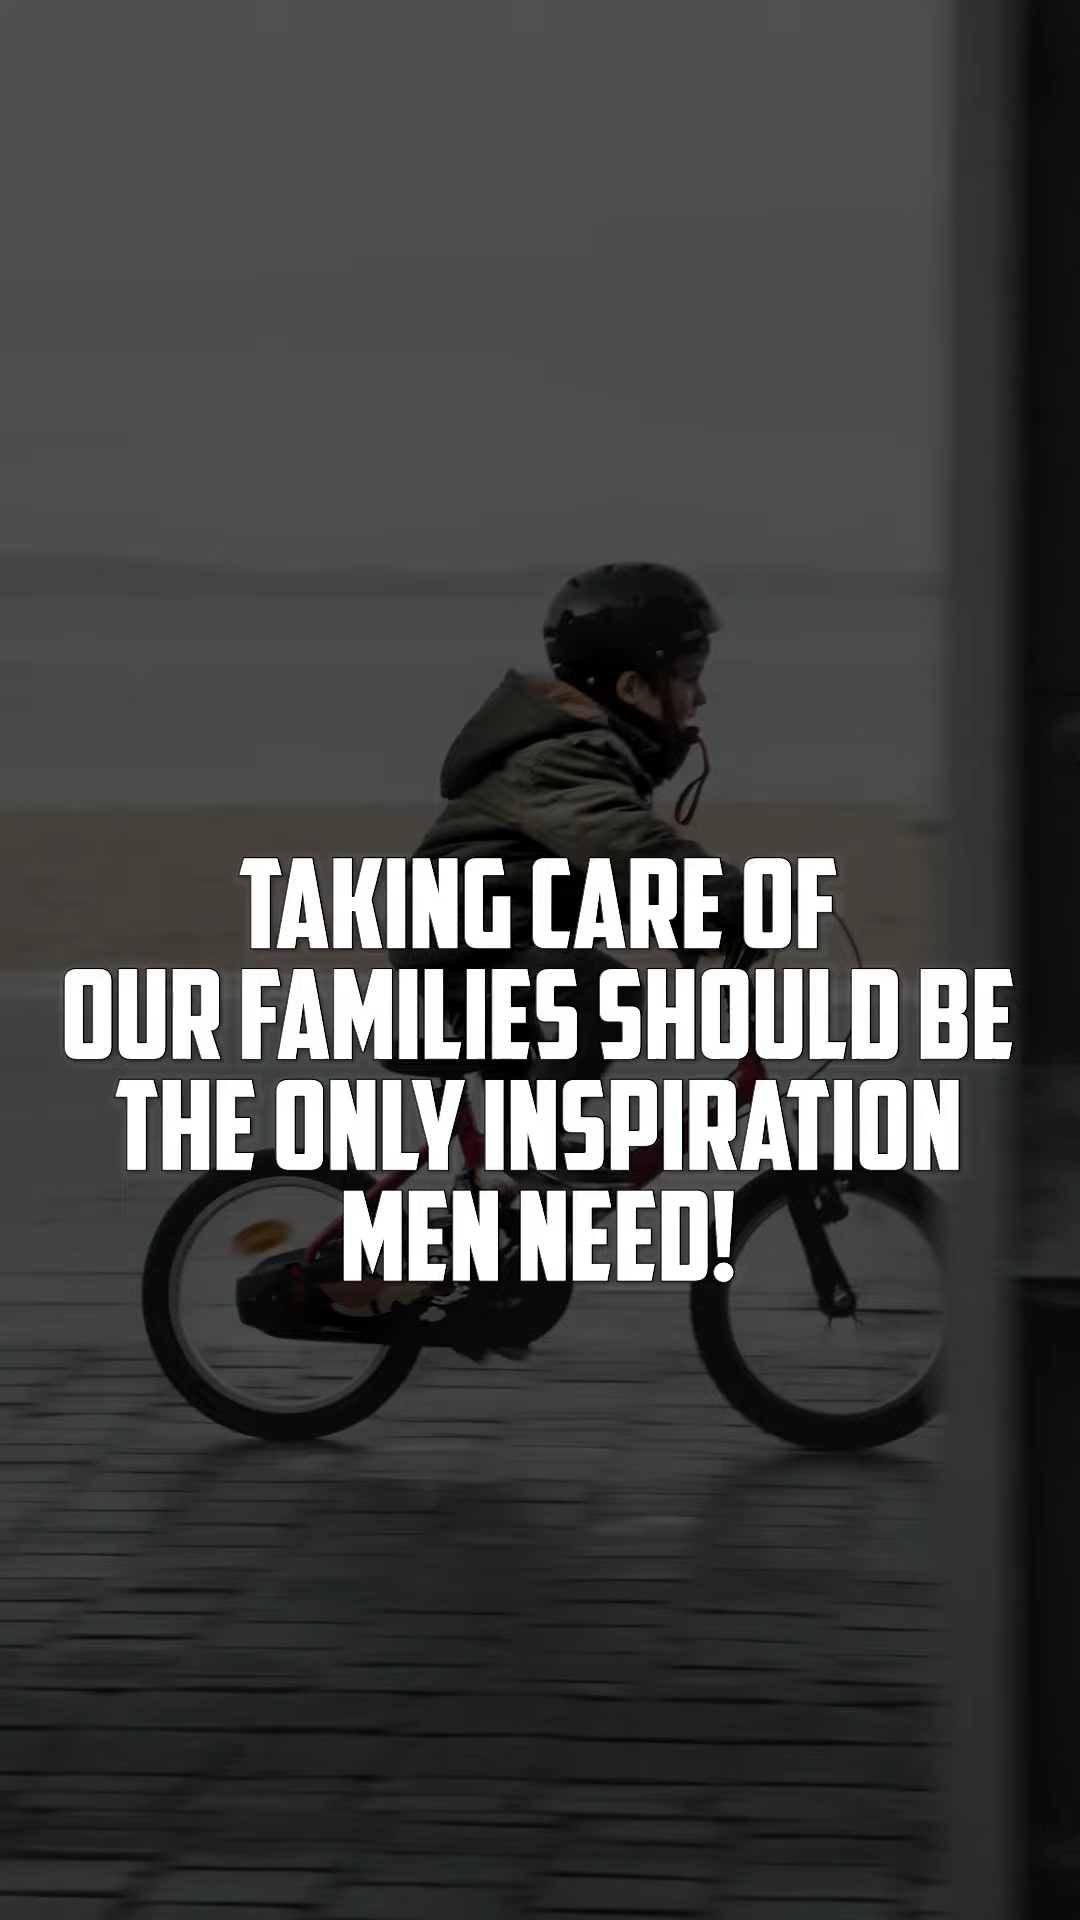 TAKING CARE OF
OUR FAMILIES SHOULD BE
THE ONLY INSPIRATION
MEN NEED!